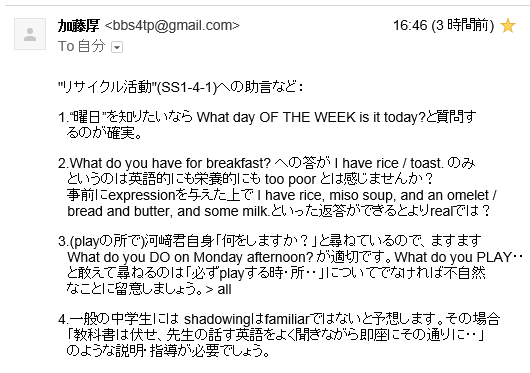 加藤厚 <bbs4tp@gmail.com> 16:46 (3 時間前)
To 自分
"リサイクル活動"(SS1-4-1)への助言など：
1.“曜日”を知りたいなら What day OF THE WEEK is it today?と質問す
るのが確実。
2.What do you have for breakfast? への答が I have rice / toast. のみ
というのは英語的にも栄養的にも too poor とは感じませんか？
事前にexpressionを与えた上で I have rice, miso soup, and an omelet /
bread and butter, and some milk.といった返答ができるとよりrealでは？
3.(playの所で)河崎君自身「何をしますか？」と尋ねているので、ますます
What do you DO on Monday afternoon? が適切です。What do you PLAY‥
と敢えて尋ねるのは「必ずplayする時･所‥」についてでなければ不自然
なことに留意しましょう。> all
4.一般の中学生には shadowingはfamiliarではないと予想します。その場合
「教科書は伏せ、先生の話す英語をよく聞きながら即座にその通りに‥」
のような説明･指導が必要でしょう。